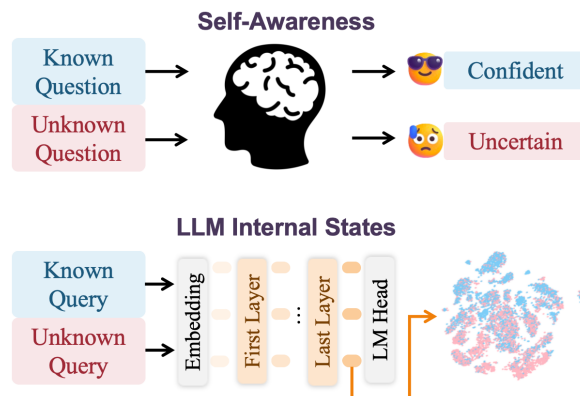 Self-Awareness
Known
Question
Confident
Unknown
Question
Uncertain
LLM Internal States
Known
Query
Unknown
Query
Embedding
First Layer
...
Last Layer
LM Head